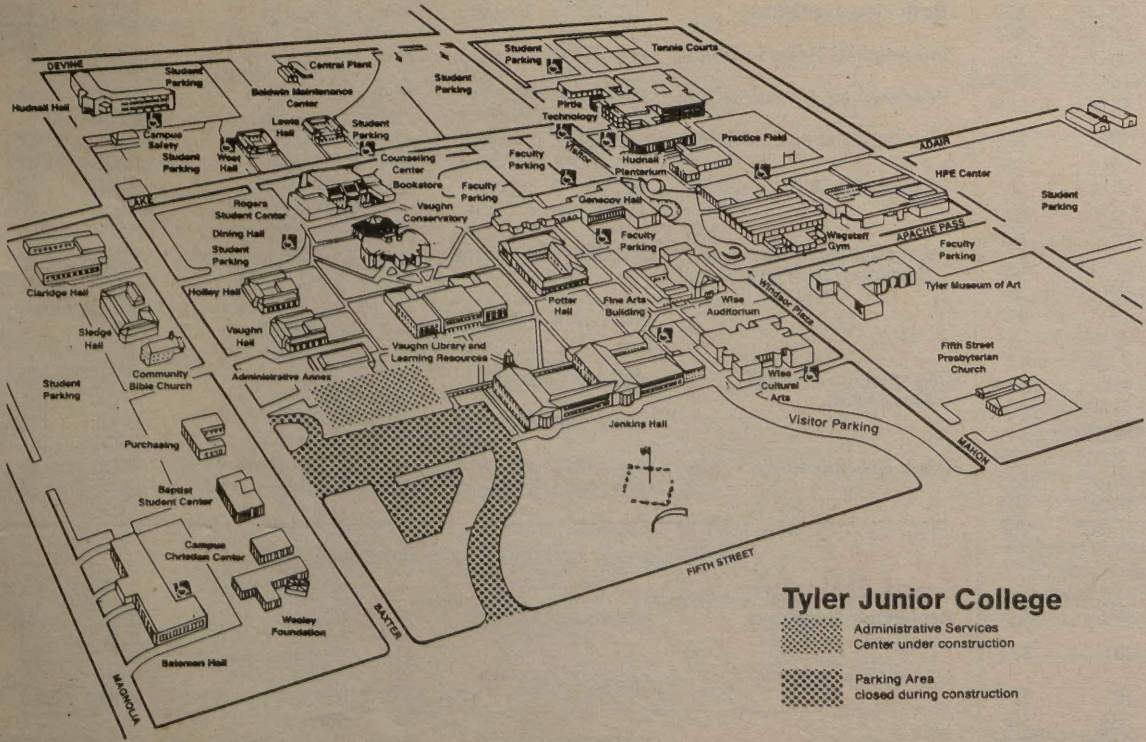 DEVINE
Student
Parking
Central Plant
Baldwin Maintenance
Center
Student
Parking
Student
Parking
Tennis Courts
Hudnall Hall
Campus
Safety
Lewis
Hall
West
Hall
Student
Parking
Student
Parking
Pirtle
Technology
Visitor
Hudnall
Plantarium
Practice Field
ADAIR
HPE Center
Student
Parking
LAKE
Counseling
Center
Bookstore
Faculty
Parking
Faculty
Parking
Rogers
Student Center
Vaughn
Conservatory
Genecov Hall
Dining Hall
Student
Parking
Faculty
Parking
Wagstaff
Gym
APACHE PASS
Faculty
Parking
Claridge Hall
Holley Hall
Potter
Hall
Fine Arts
Building
Wise
Auditorium
Windsor Plaza
Tyler Museum of Art
Sledge
Hall
Vaughn
Hall
Vaughn Library and
Learning Resources
Fifth Street
Presbyterian
Church
Community
Bible Church
Administrative Annex
Wise
Cultural
Arts
Student
Parking
Jenkins Hall
Visitor Parking
MAHON
Purchasing
Baptist
Student Center
Campus
Christian Center
FIFTH STREET
Wesley
Foundation
BAXTER
Bateman Hall
MAGNOLIA
Tyler Junior College
Administrative Services
Center under construction
Parking Area
closed during construction